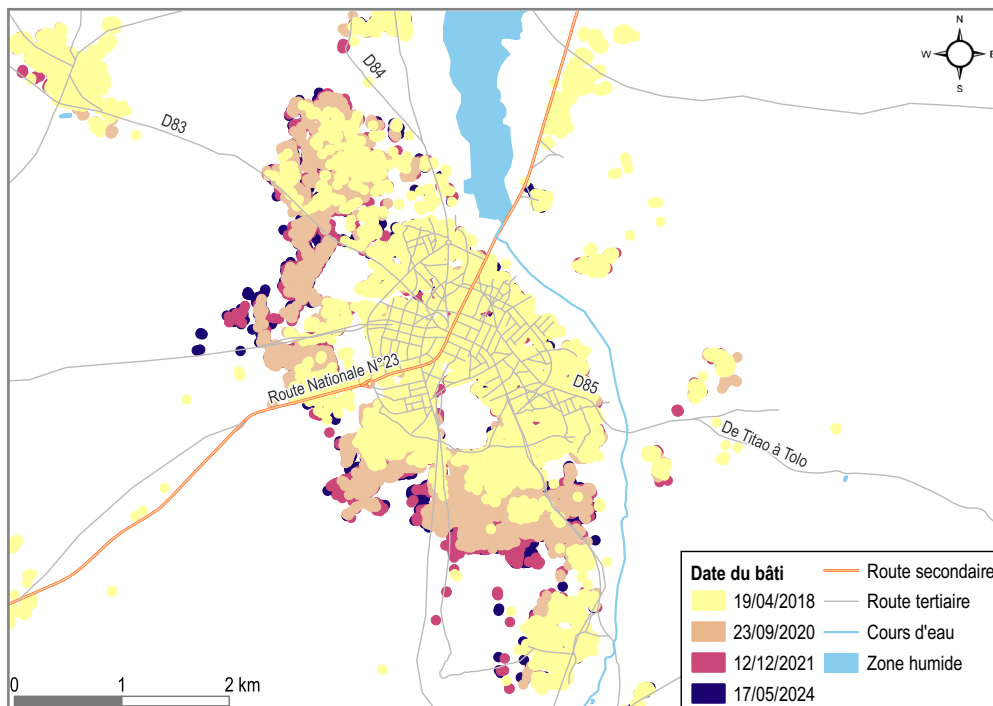 N
W
E
S
D84
D83
Route Nationale N°23
D85
De Titao à Tolo
Date du bâti
19/04/2018
23/09/2020
12/12/2021
17/05/2024
Route secondaire
Route tertiaire
Cours d'eau
Zone humide
0 1 2 km